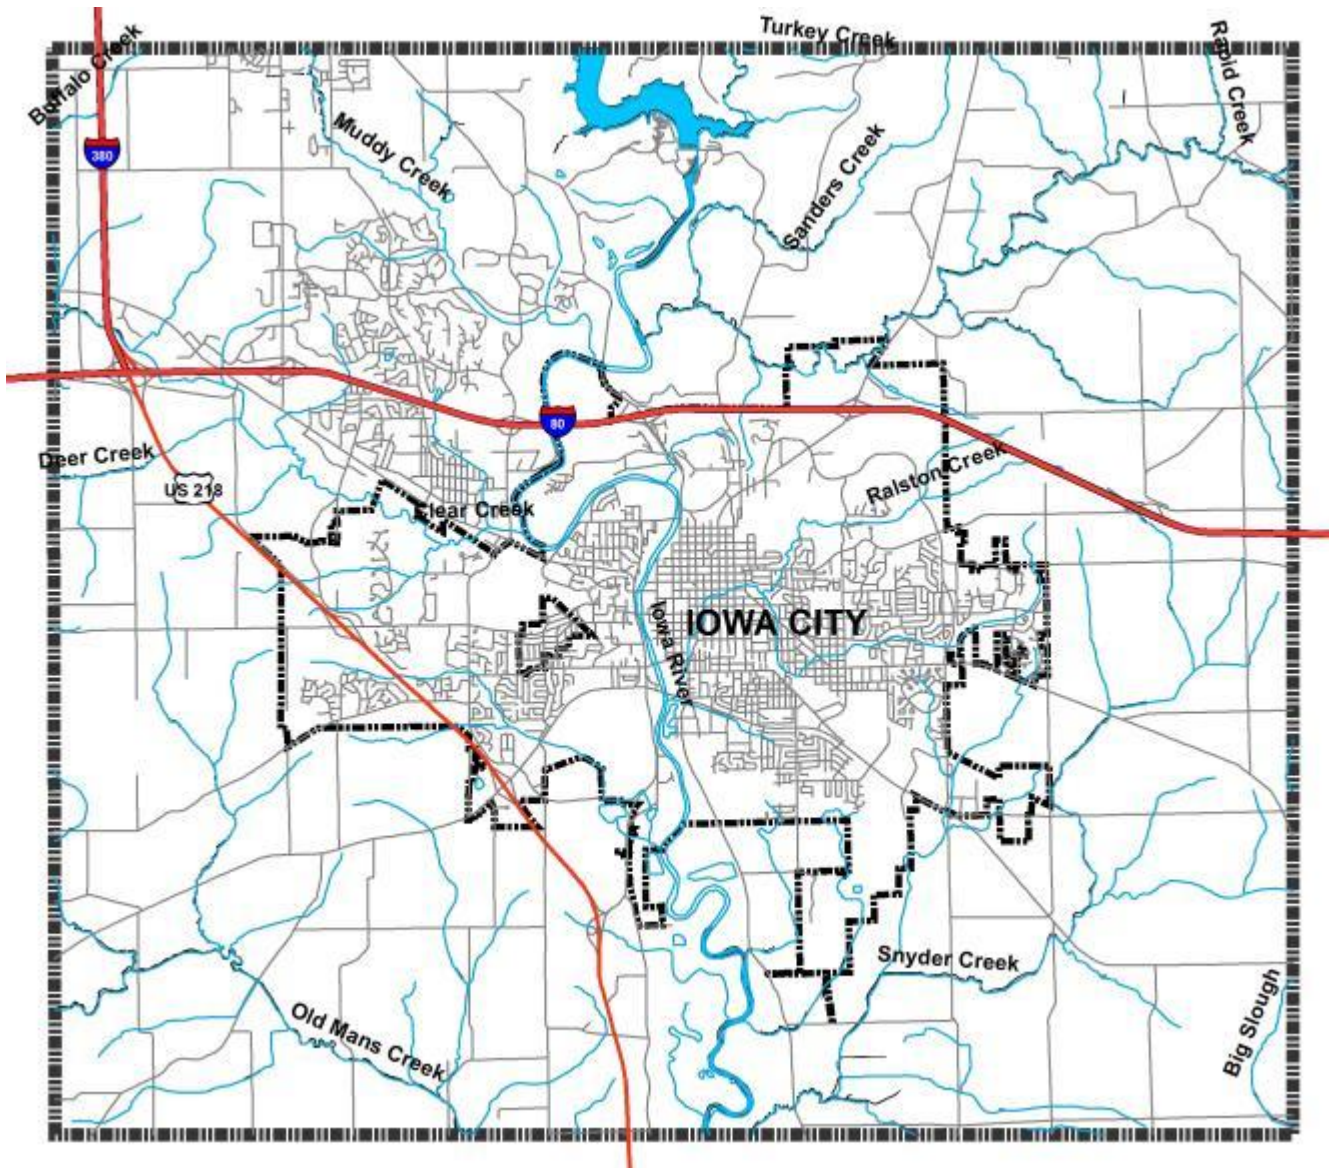 Turkey Creek
Buffalo Creek
Rapid Creek
380
Muddy Creek
Sanders Creek
80
Deer Creek
US 218
Clear Creek
Ralston Creek
IOWA CITY
Iowa River
Snyder Creek
Old Mans Creek
Big Slough